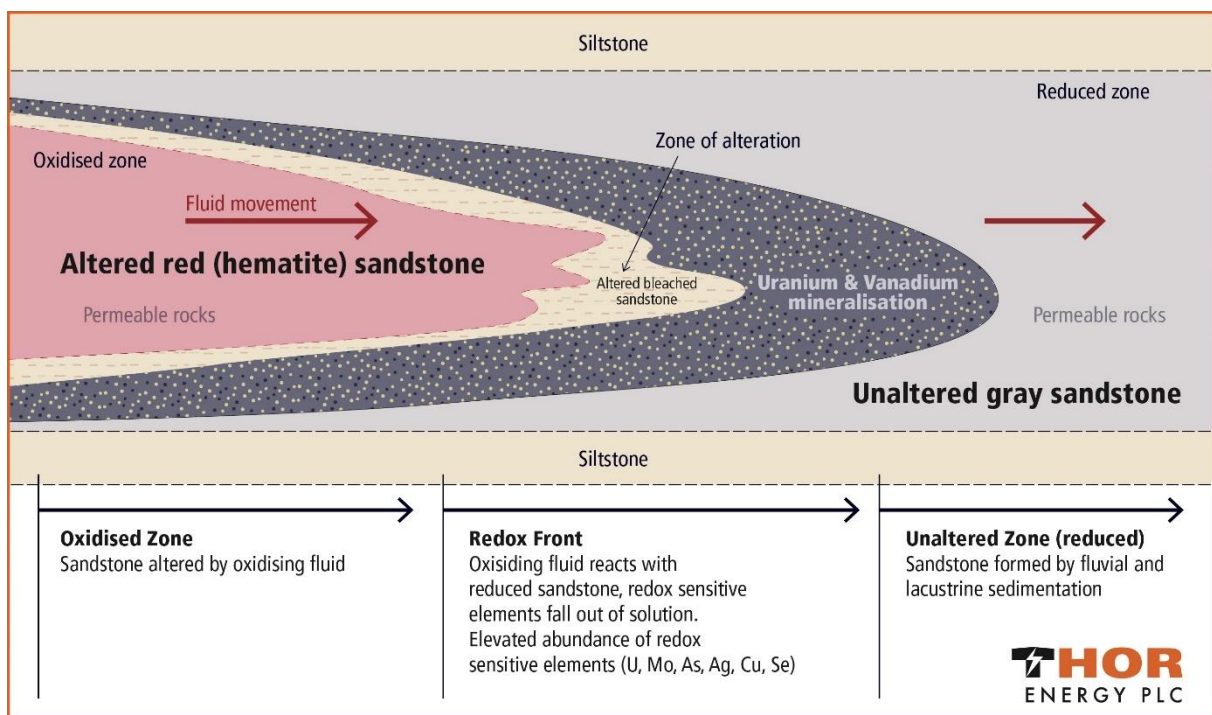 Siltstone
Reduced zone
Zone of alteration
Oxidised zone
Fluid movement
Altered red (hematite) sandstone
Altered bleached
sandstone
Uranium & Vanadium
mineralisation
Permeable rocks
Permeable rocks
Unaltered gray sandstone
Siltstone
Oxidised Zone
Sandstone altered by oxidising fluid
Redox Front
Oxisiding fluid reacts with
reduced sandstone, redox sensitive
elements fall out of solution.
Elevated abundance of redox
sensitive elements (U, Mo, As, Ag, Cu, Se)
Unaltered Zone (reduced)
Sandstone formed by fluvial and
lacustrine sedimentation
THOR
ENERGY PLC